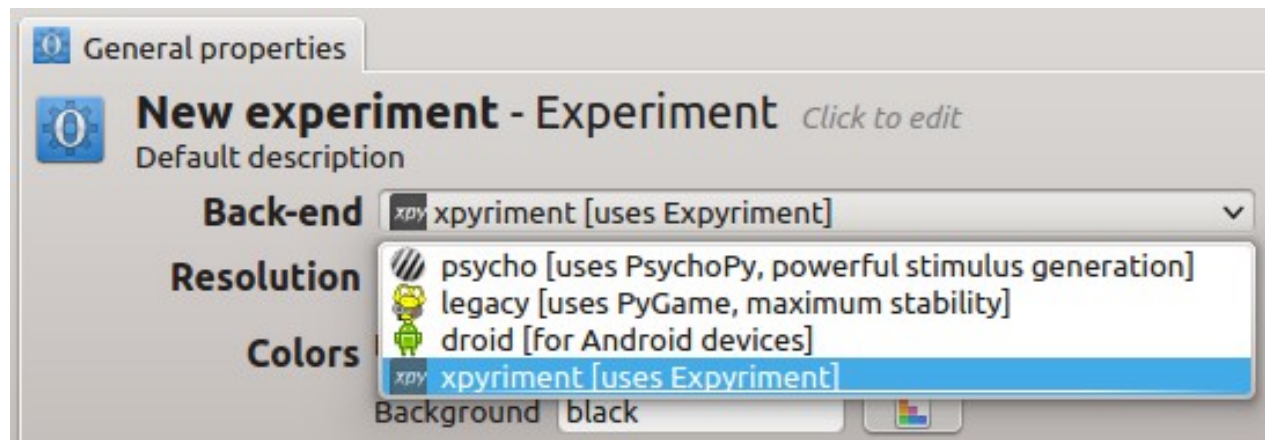 General properties
New experiment - Experiment Click to edit
Default description
Back-end xpy xpyriment [uses Expyriment]
Resolution
psycho [uses PsychoPy, powerful stimulus generation]
legacy [uses PyGame, maximum stability]
Colors
droid [for Android devices]
xpy xpyriment [uses Expyriment]
Background black